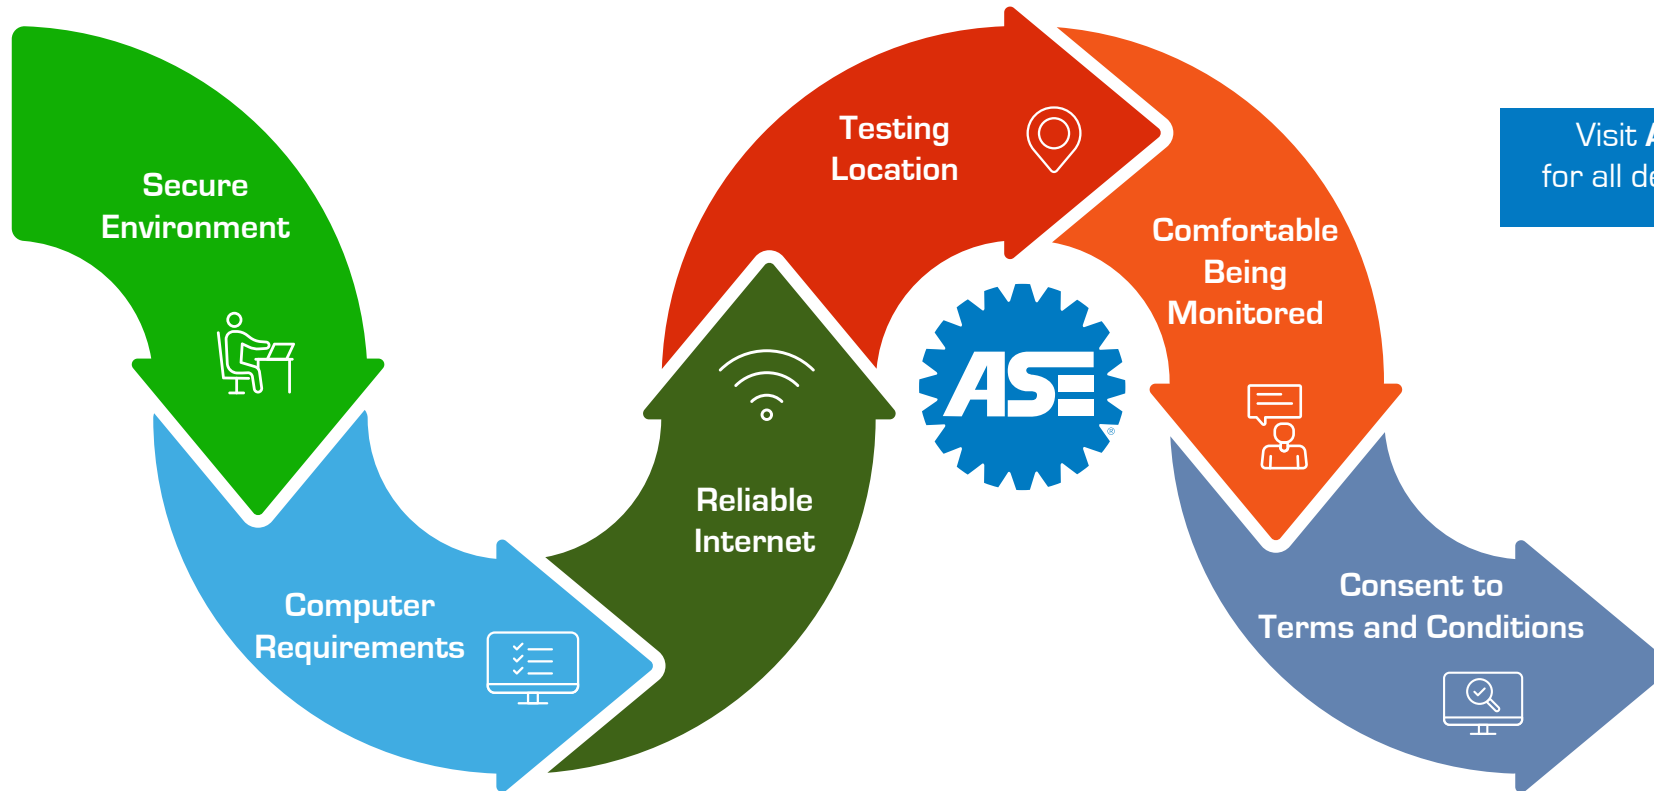 Secure
Environment
Computer
Requirements
Reliable
Internet
Testing
Location
ASE
®
Comfortable
Being
Monitored
Consent to
Terms and Conditions
Visit
for all